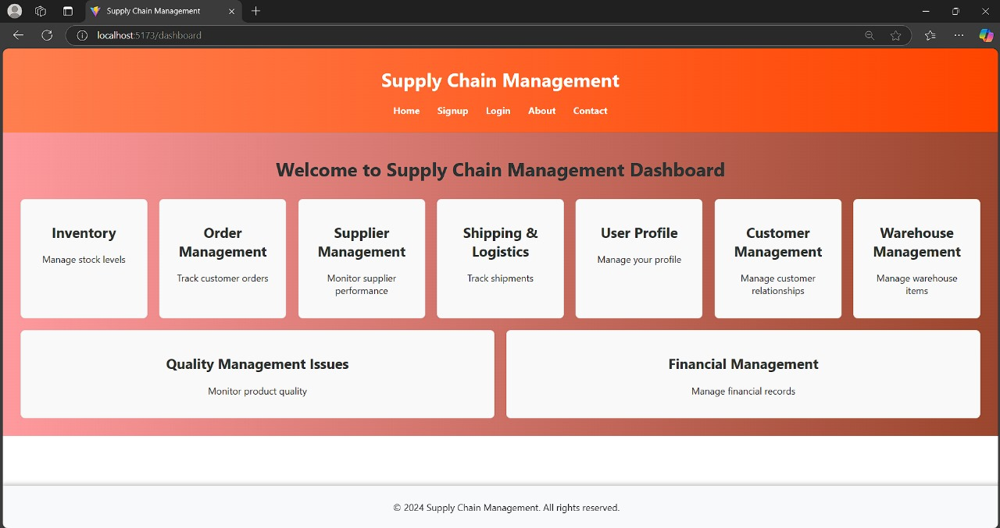 Supply Chain Management
localhost:5173/dashboard
Supply Chain Management
Home Signup Login About Contact
Welcome to Supply Chain Management Dashboard
Inventory
Manage stock levels
Order
Management
Track customer orders
Supplier
Management
Monitor supplier
performance
Shipping &
Logistics
Track shipments
User Profile
Manage your profile
Customer
Management
Manage customer
relationships
Warehouse
Management
Manage warehouse
items
Quality Management Issues
Monitor product quality
Financial Management
Manage financial records
© 2024 Supply Chain Management. All rights reserved.